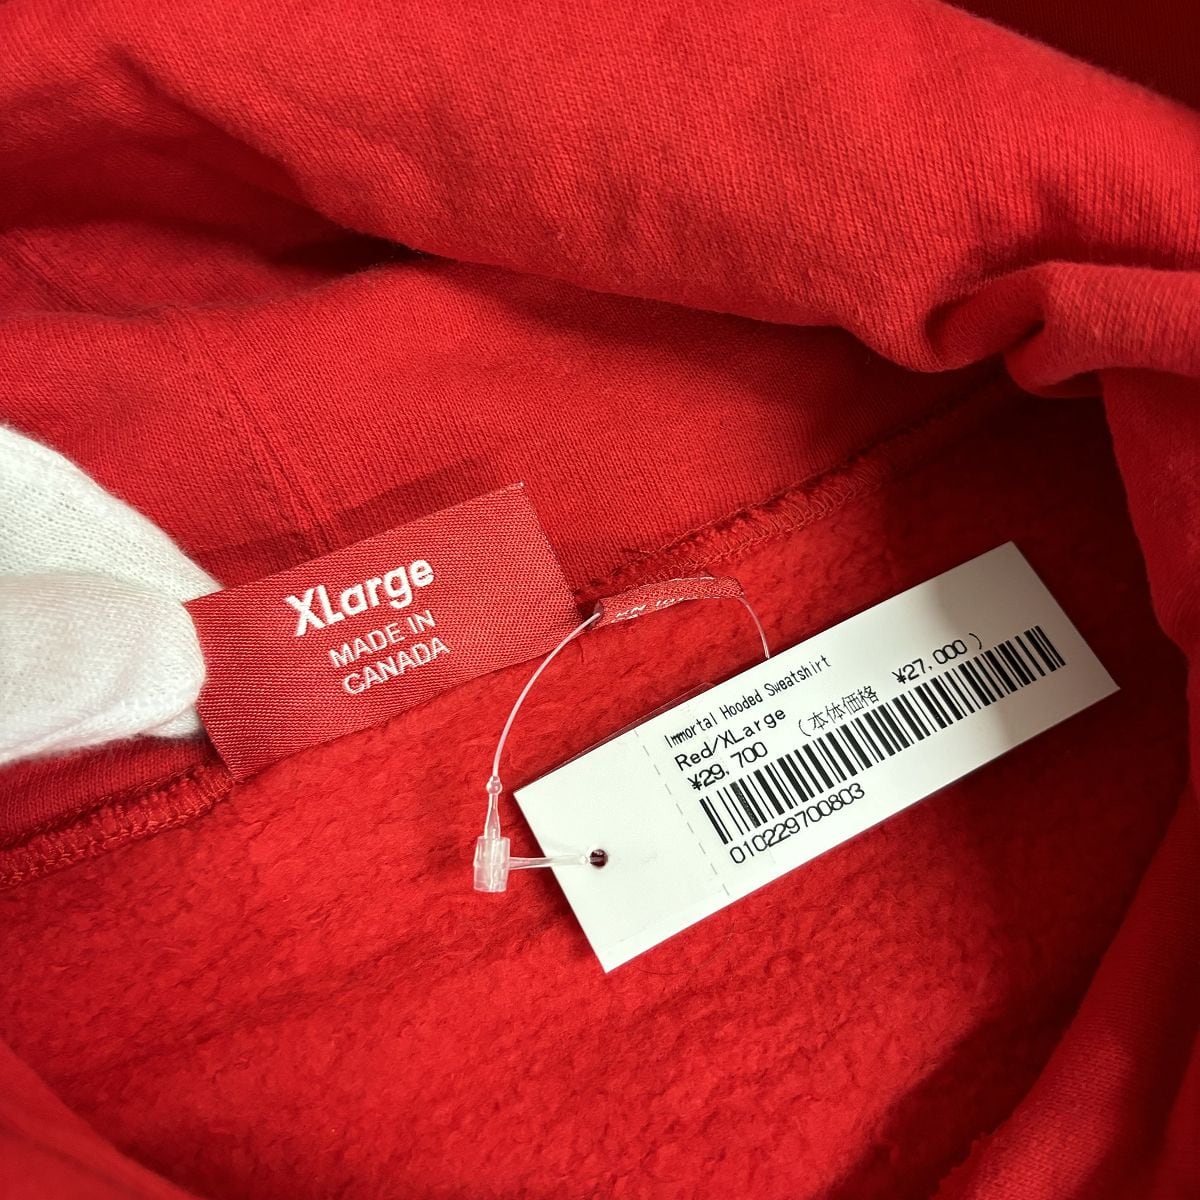 XLarge
MADE IN
CANADA
Immortal Hooded Sweatshirt
Red/XLarge
¥29,700 (本体価格 ¥27,000 )
010229700803